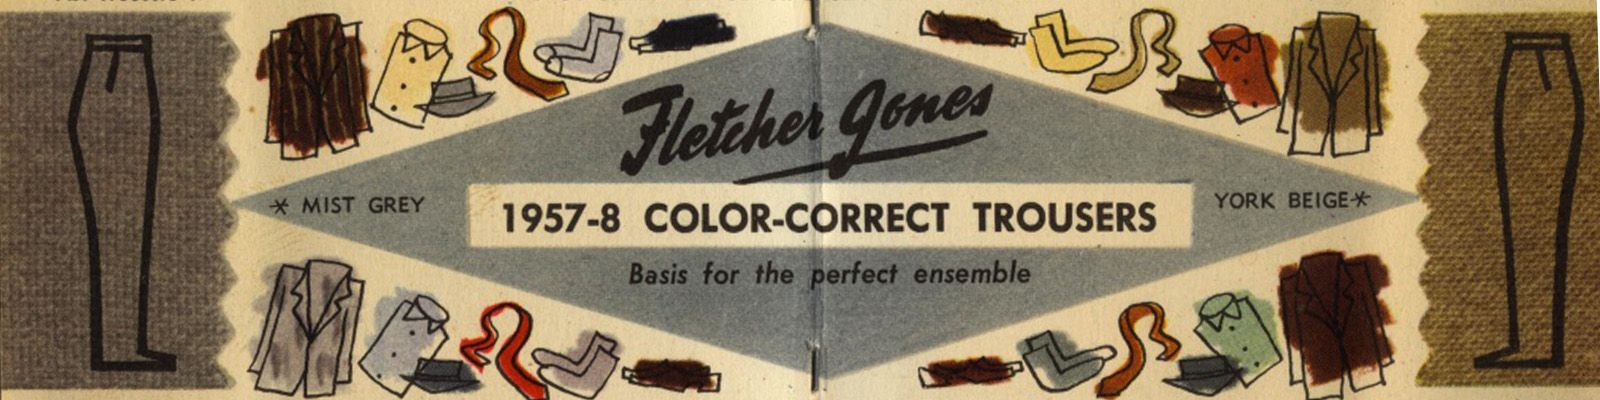 Fletcher Jones
* MIST GREY
YORK BEIGE*
1957-8 COLOR-CORRECT TROUSERS
Basis for the perfect ensemble